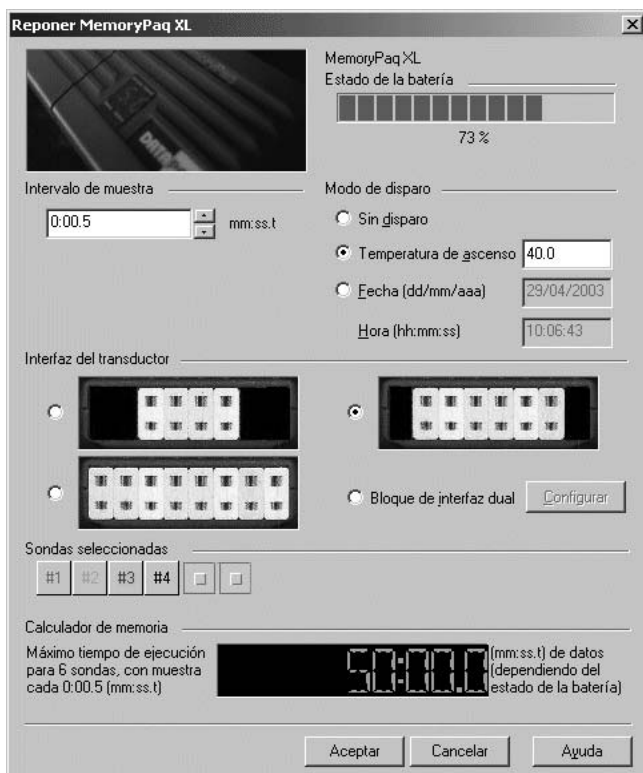 Reponer MemoryPaq XL
MemoryPaq XL
Estado de la batería
73 %
Intervalo de muestra
0:00.5
mm:ss.t
Modo de disparo
Sin disparo
Temperatura de ascenso
40.0
Fecha (dd/mm/aaa)
29/04/2003
Hora (hh:mm:ss)
10:06:43
Interfaz del transductor
Bloque de interfaz dual
Configurar
Sondas seleccionadas
#1
#2
#3
#4
Calculador de memoria
Máximo tiempo de ejecución
para 6 sondas, con muestra
cada 0:00.5 (mm:ss.t)
50:00.0
(mm:ss.t) de datos
(dependiendo del
estado de la batería)
Aceptar
Cancelar
Ayuda